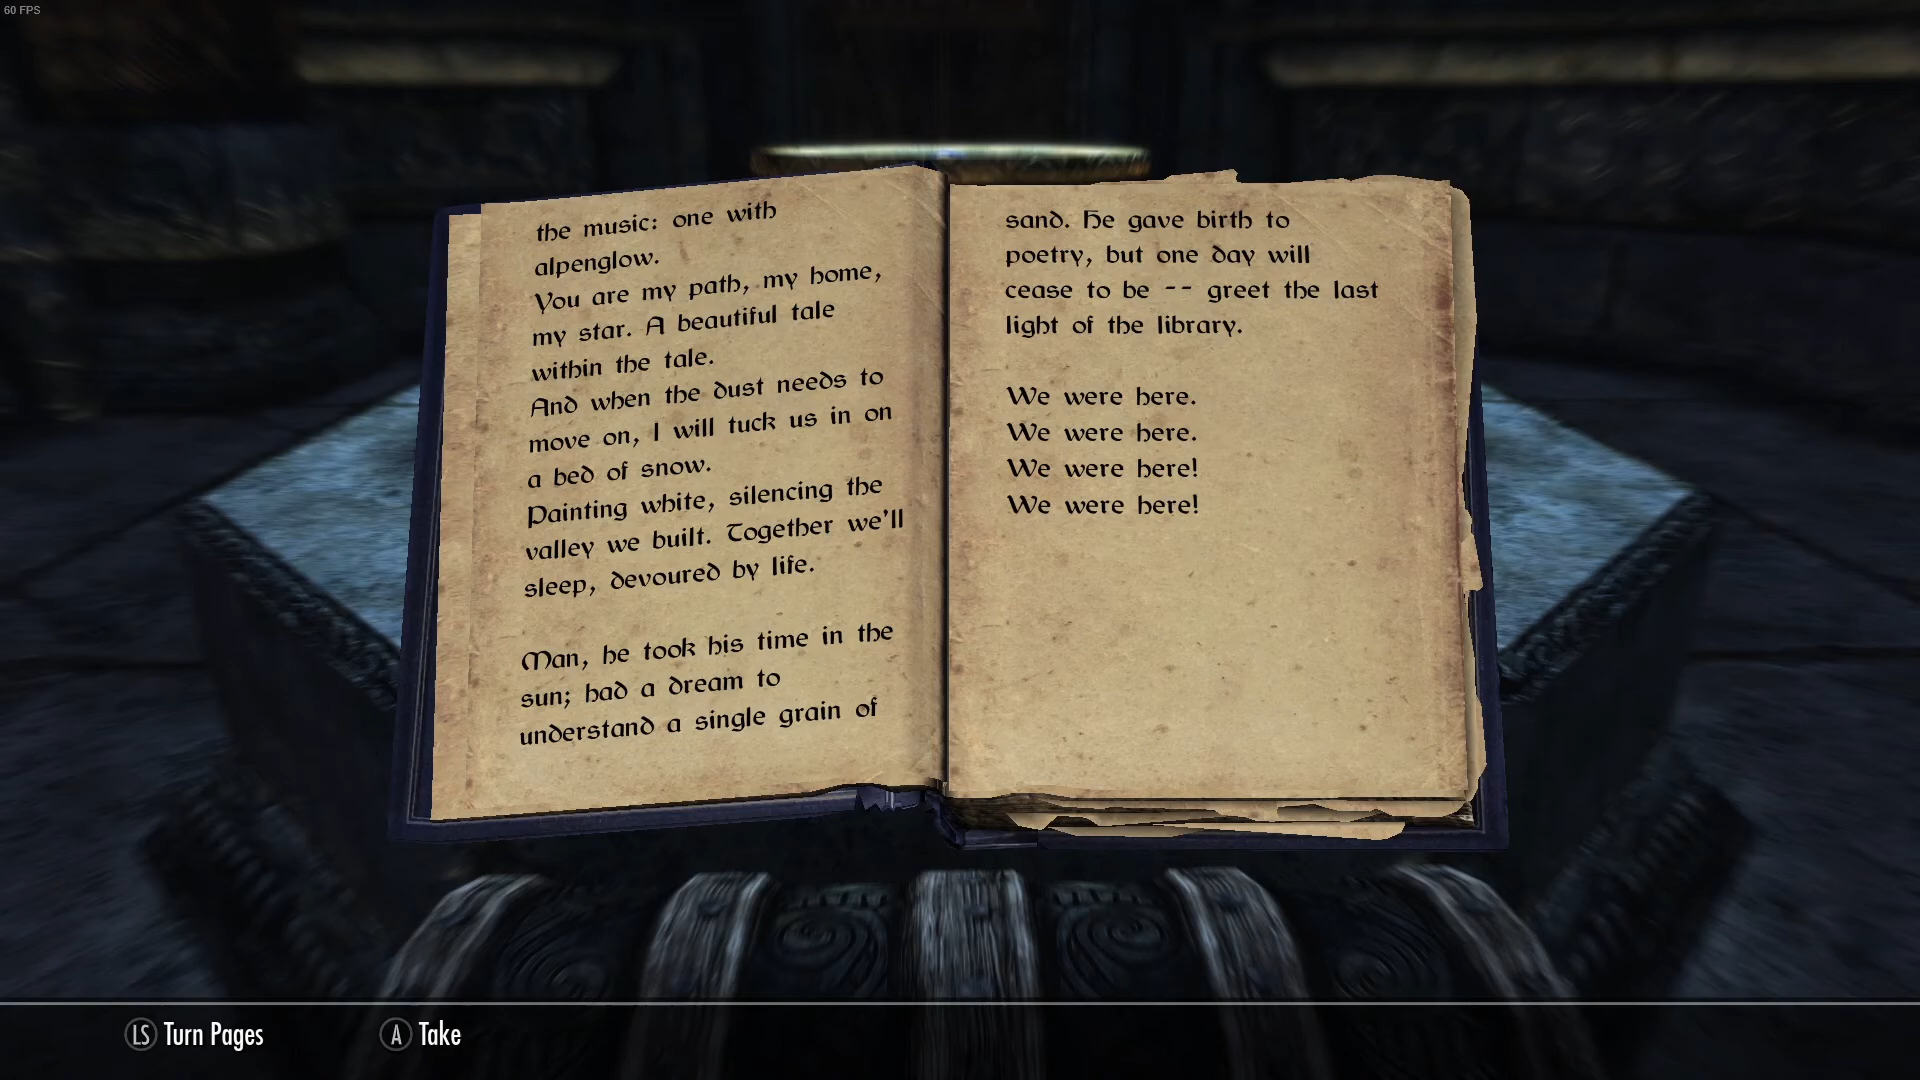 60 FPS
the music: one with
alpenglow.
You are my path, my home,
my star. A beautiful tale
within the tale.
And when the dust needs to
move on, I will tuck us in on
a bed of snow.
Painting white, silencing the
valley we built. Together we'll
sleep, devoured by life.
Man, he took his time in the
sun; had a dream to
understand a single grain of
sand. He gave birth to
poetry, but one day will
cease to be -- greet the last
light of the library.
We were here.
We were here.
We were here!
We were here!
LS Turn Pages
A Take